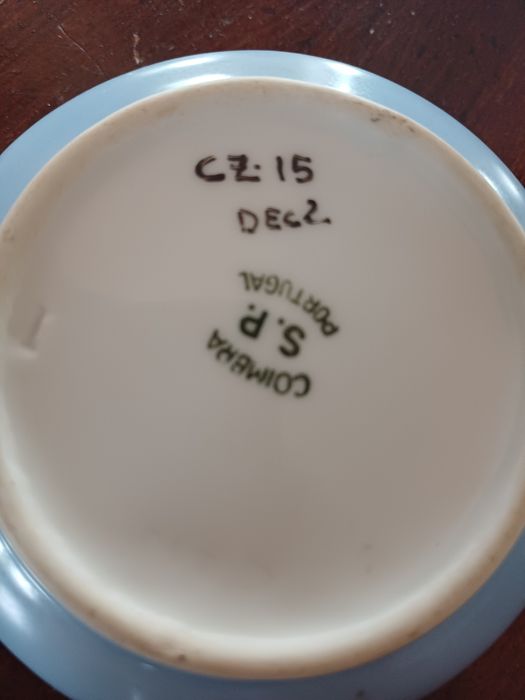 CZ.15
DEC2
COIMBRA
S.P.
PORTUGAL